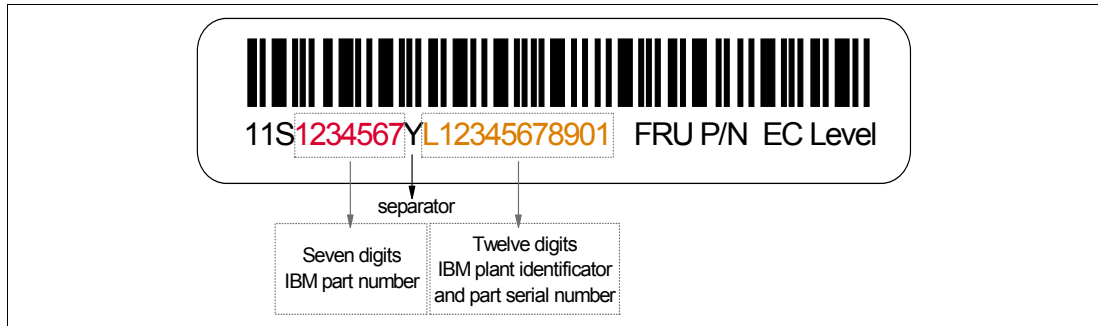 11S1234567YL12345678901 FRU P/N EC Level
separator
Seven digits
IBM part number
Twelve digits
IBM plant identificator
and part serial number